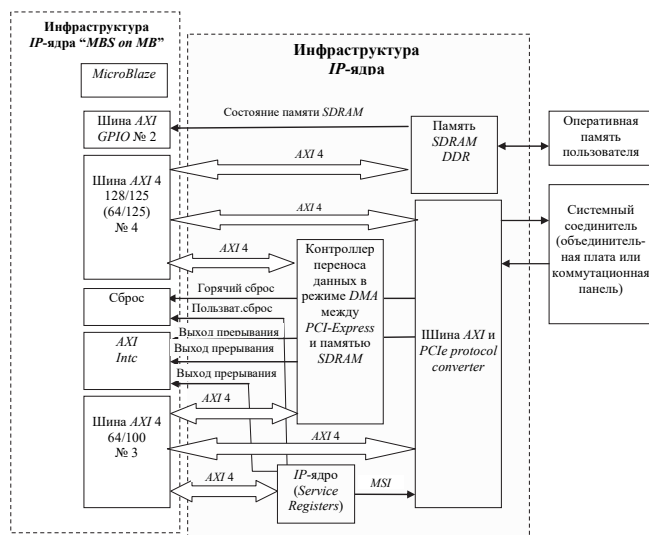 Инфраструктура
IP-ядра “MBS on MB”
MicroBlaze
Шина AXI
GPIO № 2
Шина AXI 4
128/125
(64/125)
№ 4
Сброс
AXI
Intc
Шина AXI 4
64/100
№ 3
Инфраструктура
IP-ядра
Состояние памяти SDRAM
AXI 4
AXI 4
AXI 4
Горячий сброс
Пользват.сброс
Выход прерывания
Выход прерывания
Выход прерывания
AXI 4
AXI 4
AXI 4
Память
SDRAM
DDR
Контроллер
переноса
данных в
режиме DMA
между
PCI-Express
и памятью
SDRAM
IШина AXI и
PCIe protocol
converter
IP-ядро
(Service
Registers)
MSI
Оперативная
память
пользователя
Системный
соединитель
(объединитель-
ная плата или
коммутационная
панель)